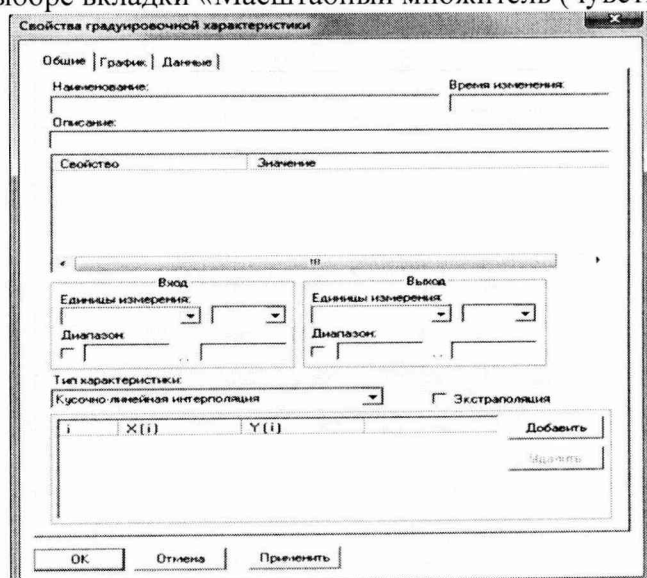 выборе вкладки «Масштабный множитель (чувст
Свойства градуировочной характеристики
Общие График Данные
Наименование: Время изменения:
Описание:
Свойство Значение
Вход Выход
Единицы измерения: Единицы измерения:
Диапазон: Диапазон:
.. ..
Тип характеристики:
Кусочно-линейная интерполяция Экстраполяция
i X(i) Y(i) Добавить
Удалить
OK Отмена Применить